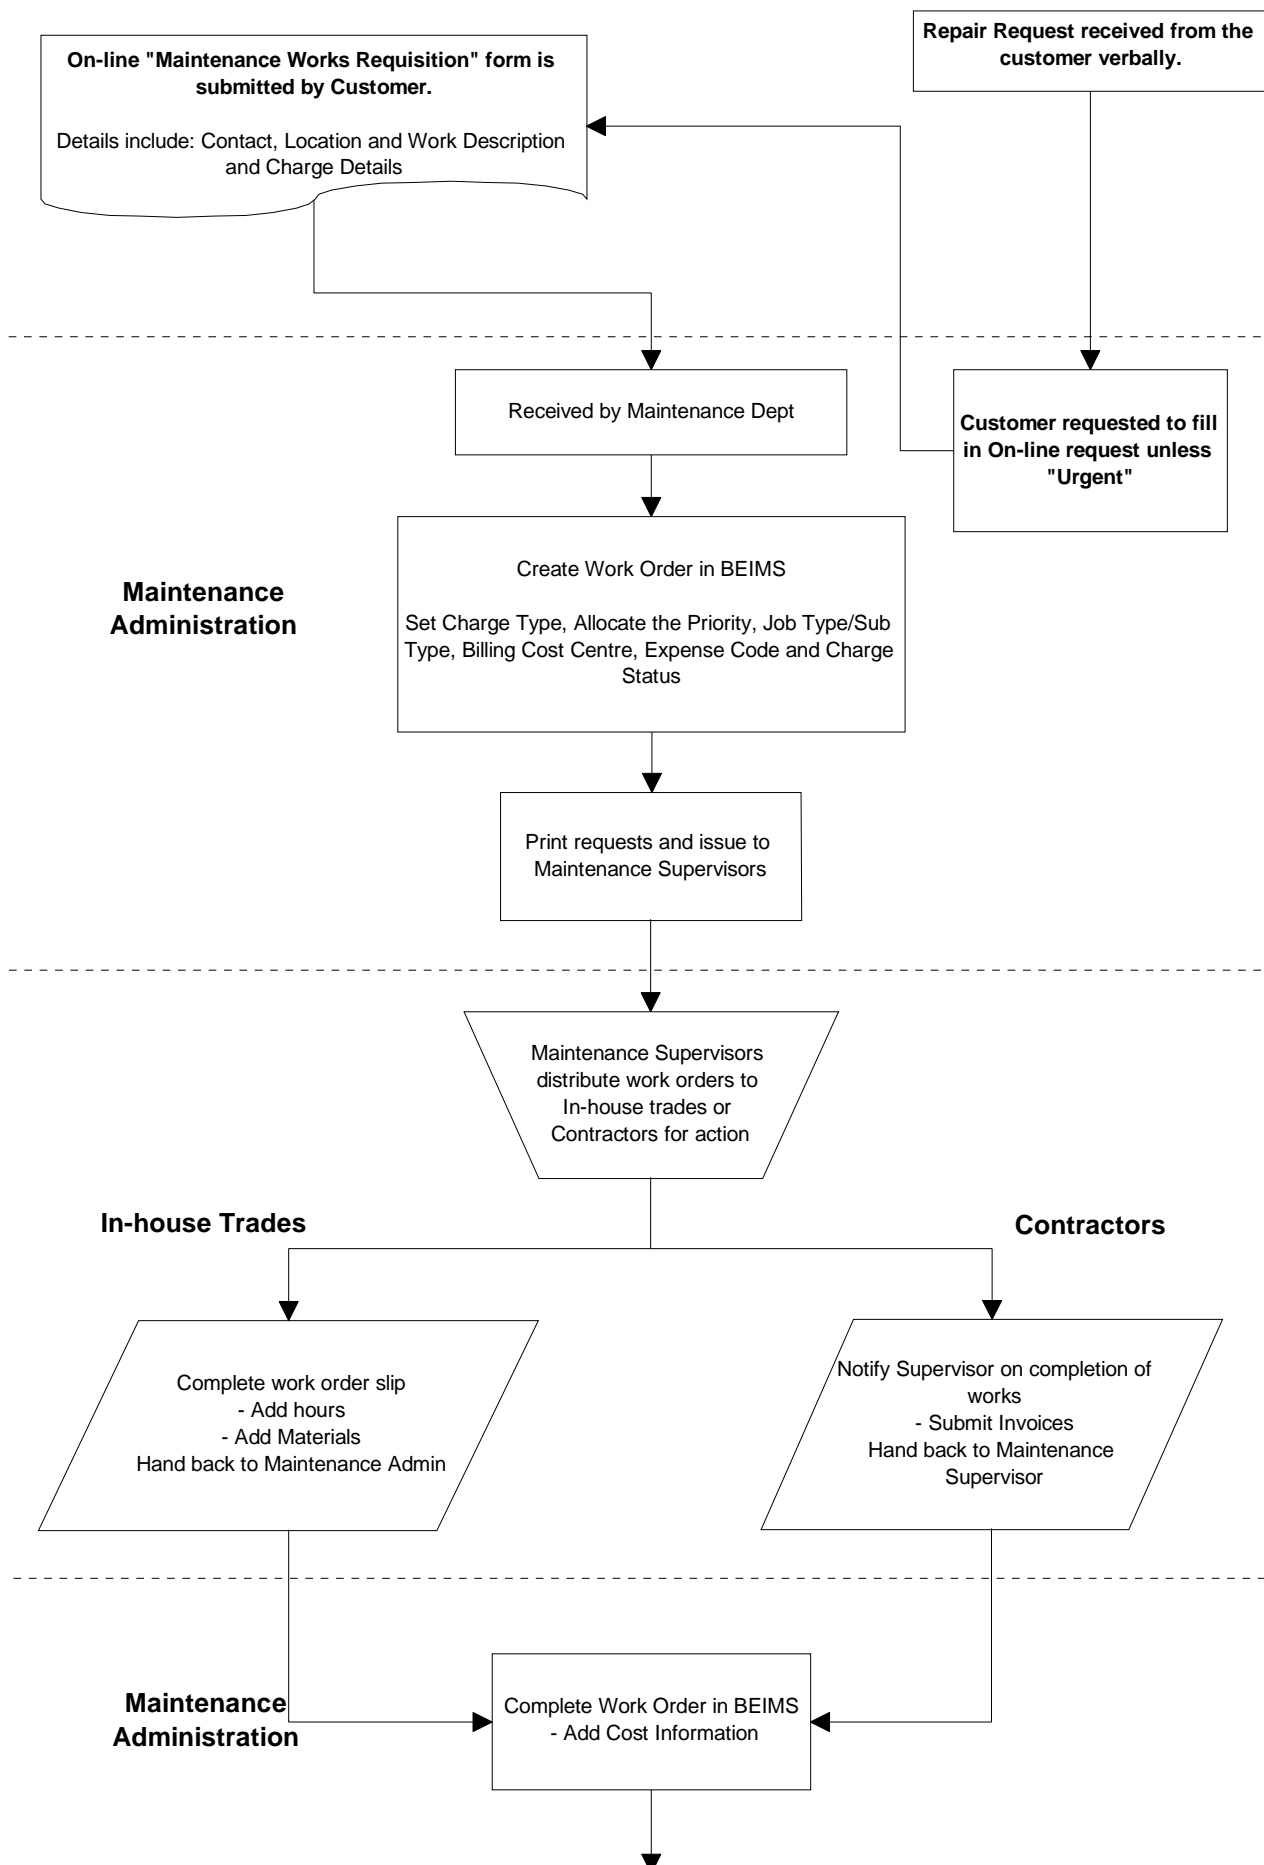 On-line "Maintenance Works Requisition" form is
submitted by Customer.
Details include: Contact, Location and Work Description
and Charge Details
Repair Request received from the
customer verbally.
Received by Maintenance Dept
Customer requested to fill
in On-line request unless
"Urgent"
Maintenance
Administration
Create Work Order in BEIMS
Set Charge Type, Allocate the Priority, Job Type/Sub
Type, Billing Cost Centre, Expense Code and Charge
Status
Print requests and issue to
Maintenance Supervisors
Maintenance Supervisors
distribute work orders to
In-house trades or
Contractors for action
In-house Trades
Contractors
Complete work order slip
- Add hours
- Add Materials
Hand back to Maintenance Admin
Notify Supervisor on completion of
works
- Submit Invoices
Hand back to Maintenance
Supervisor
Maintenance
Administration
Complete Work Order in BEIMS
- Add Cost Information